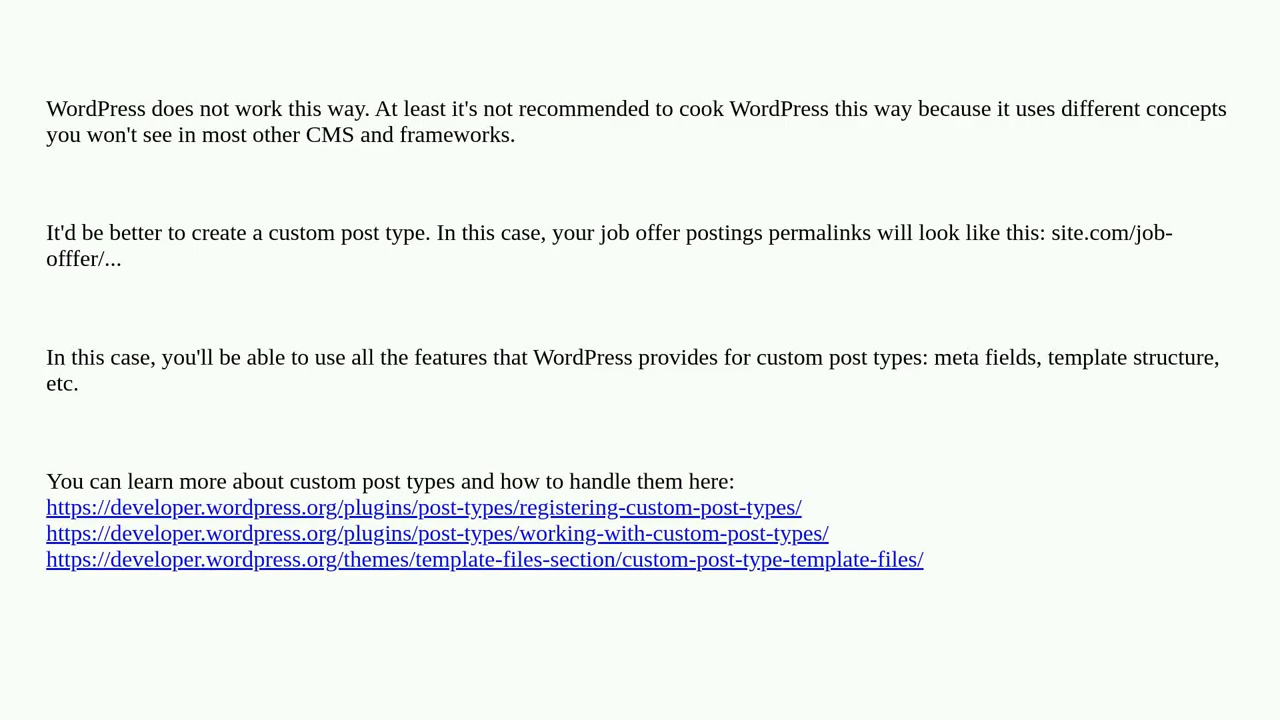 WordPress does not work this way. At least it's not recommended to cook WordPress this way because it uses different concepts
you won't see in most other CMS and frameworks.
It'd be better to create a custom post type. In this case, your job offer postings permalinks will look like this: site.com/job-
offfer/...
In this case, you'll be able to use all the features that WordPress provides for custom post types: meta fields, template structure,
etc.
You can learn more about custom post types and how to handle them here:
https://developer.wordpress.org/plugins/post-types/registering-custom-post-types/
https://developer.wordpress.org/plugins/post-types/working-with-custom-post-types/
https://developer.wordpress.org/themes/template-files-section/custom-post-type-template-files/